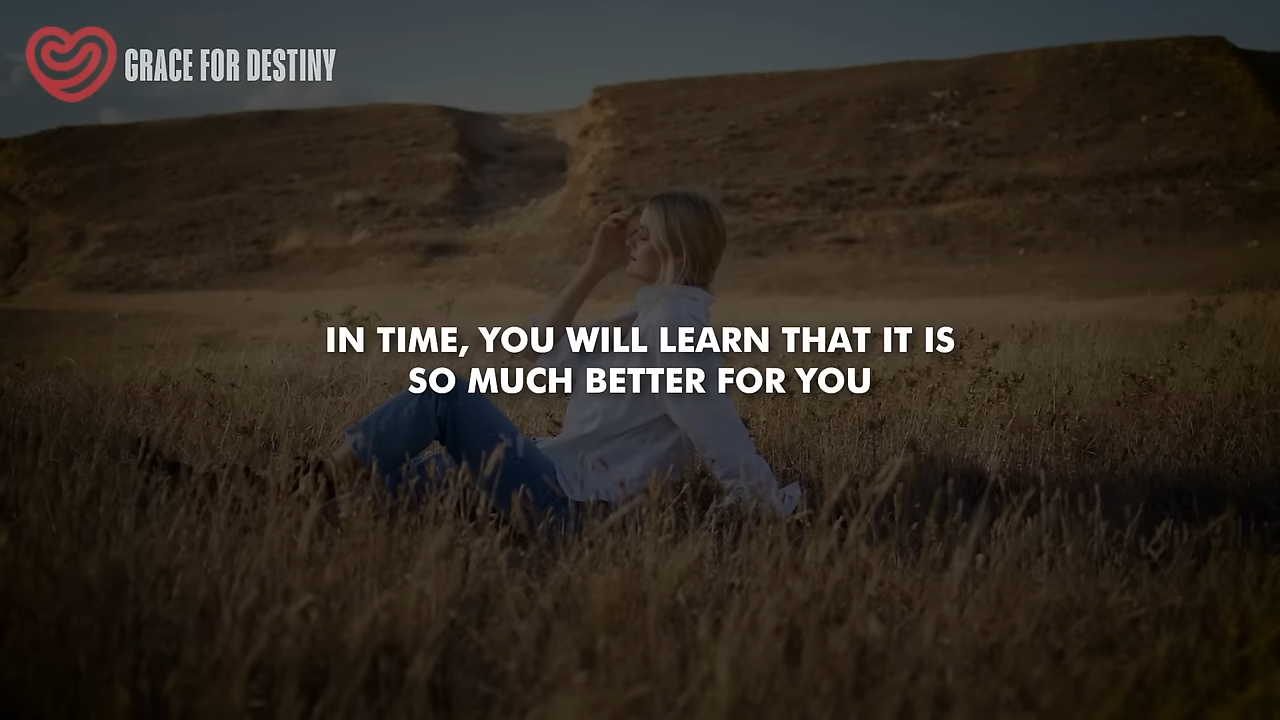 GRACE FOR DESTINY
IN TIME, YOU WILL LEARN THAT IT IS
SO MUCH BETTER FOR YOU